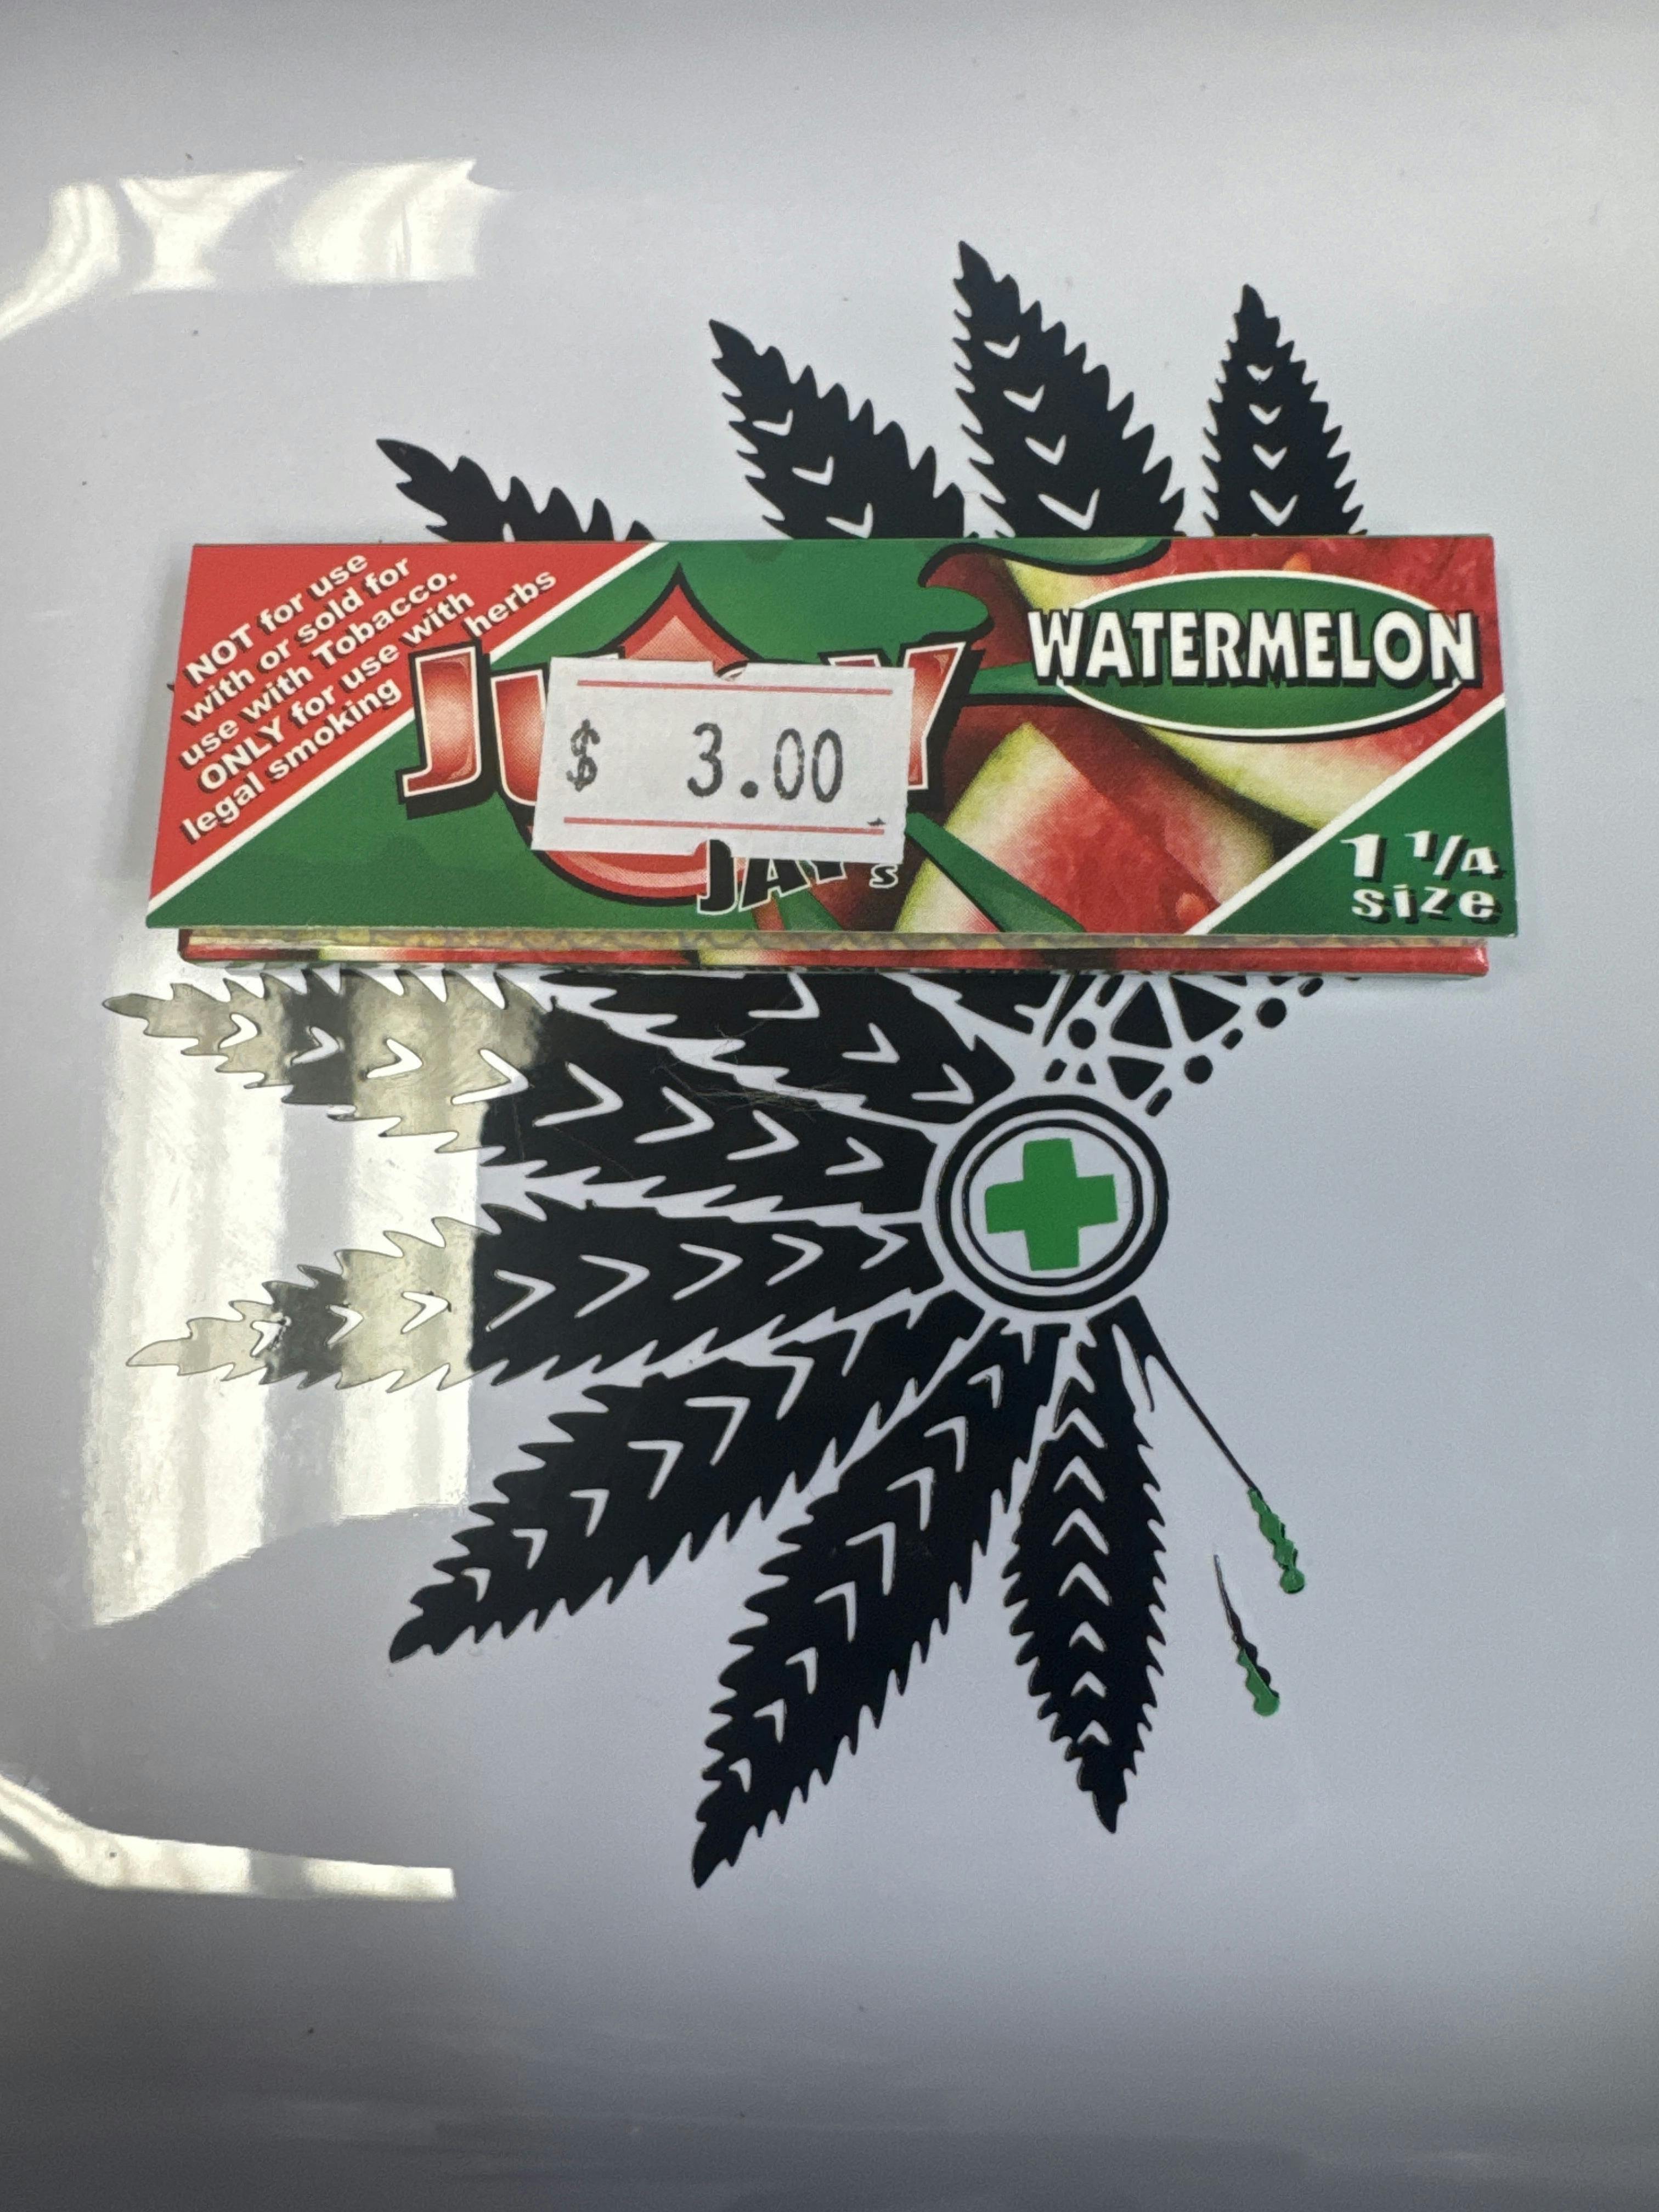 NOT for use
with or sold for
use with Tobacco.
ONLY for use with
legal smoking herbs
$ 3.00
JAY'S
WATERMELON
1 1/4
size